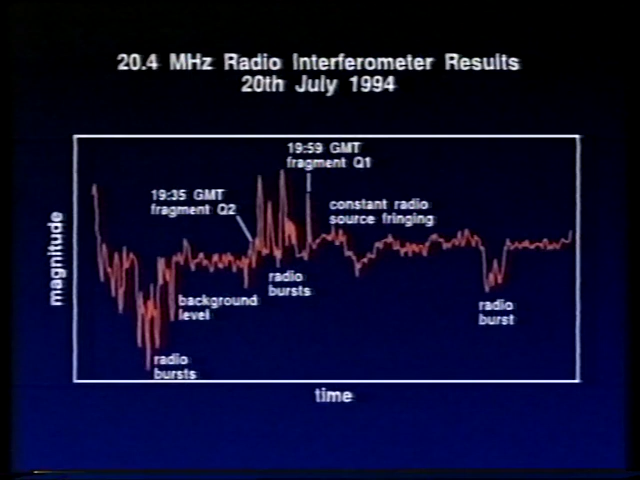 20.4 MHz Radio Interferometer Results
20th July 1994
19:59 GMT
fragment Q1
19:35 GMT
fragment Q2
constant radio
source fringing
magnitude
radio
bursts
background
level
radio
burst
radio
bursts
time